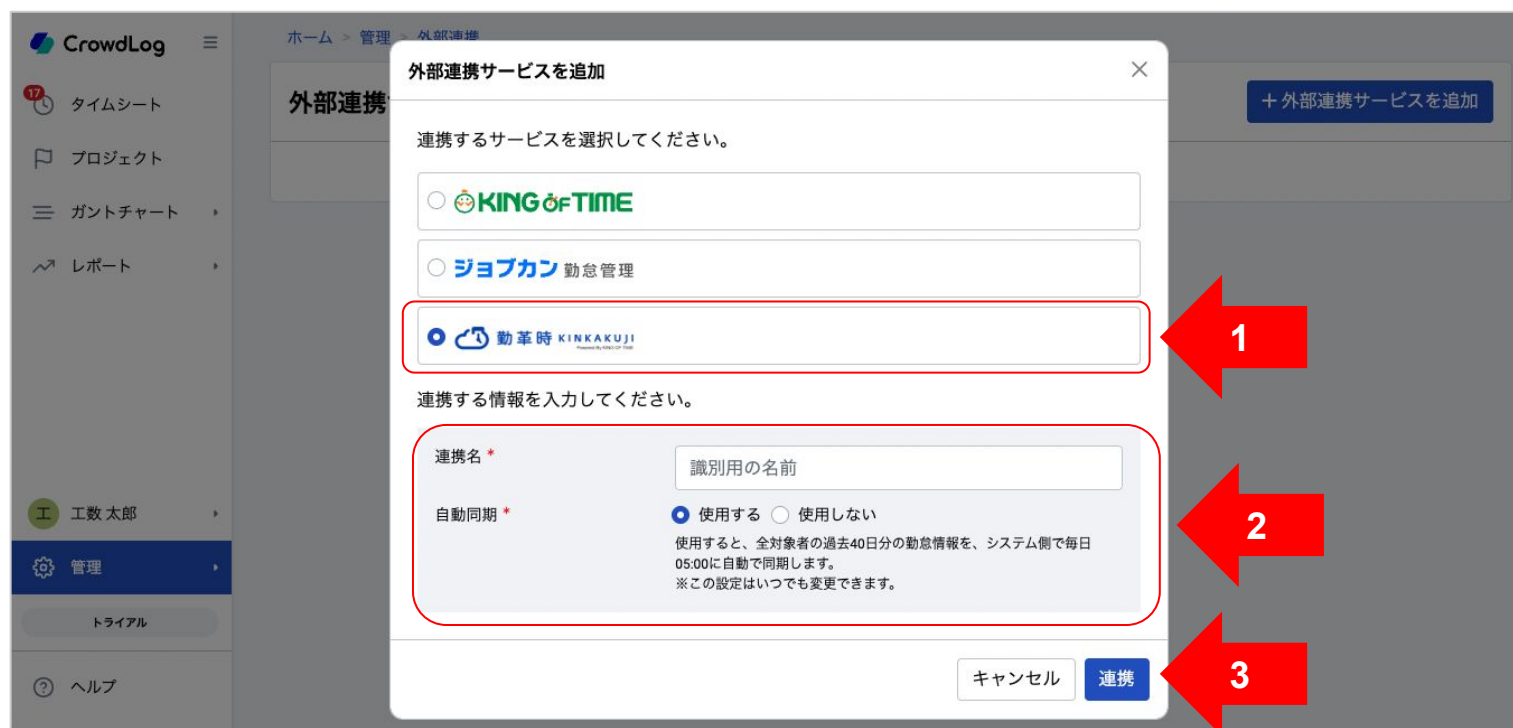 CrowdLog
ホーム > 管理 > 外部連携
17
タイムシート
プロジェクト
ガントチャート
レポート
工数 太郎
工
管理
トライアル
ヘルプ
外部連携
+ 外部連携サービスを追加
外部連携サービスを追加
連携するサービスを選択してください。
KING OF TIME
ジョブカン 勤怠管理
勤革時 KINKAKUJI
Powered By KING OF TIME
1
連携する情報を入力してください。
連携名 *
識別用の名前
自動同期 *
使用する 使用しない
使用すると、全対象者の過去40日分の勤怠情報を、システム側で毎日
05:00に自動で同期します。
※この設定はいつでも変更できます。
2
キャンセル 連携
3